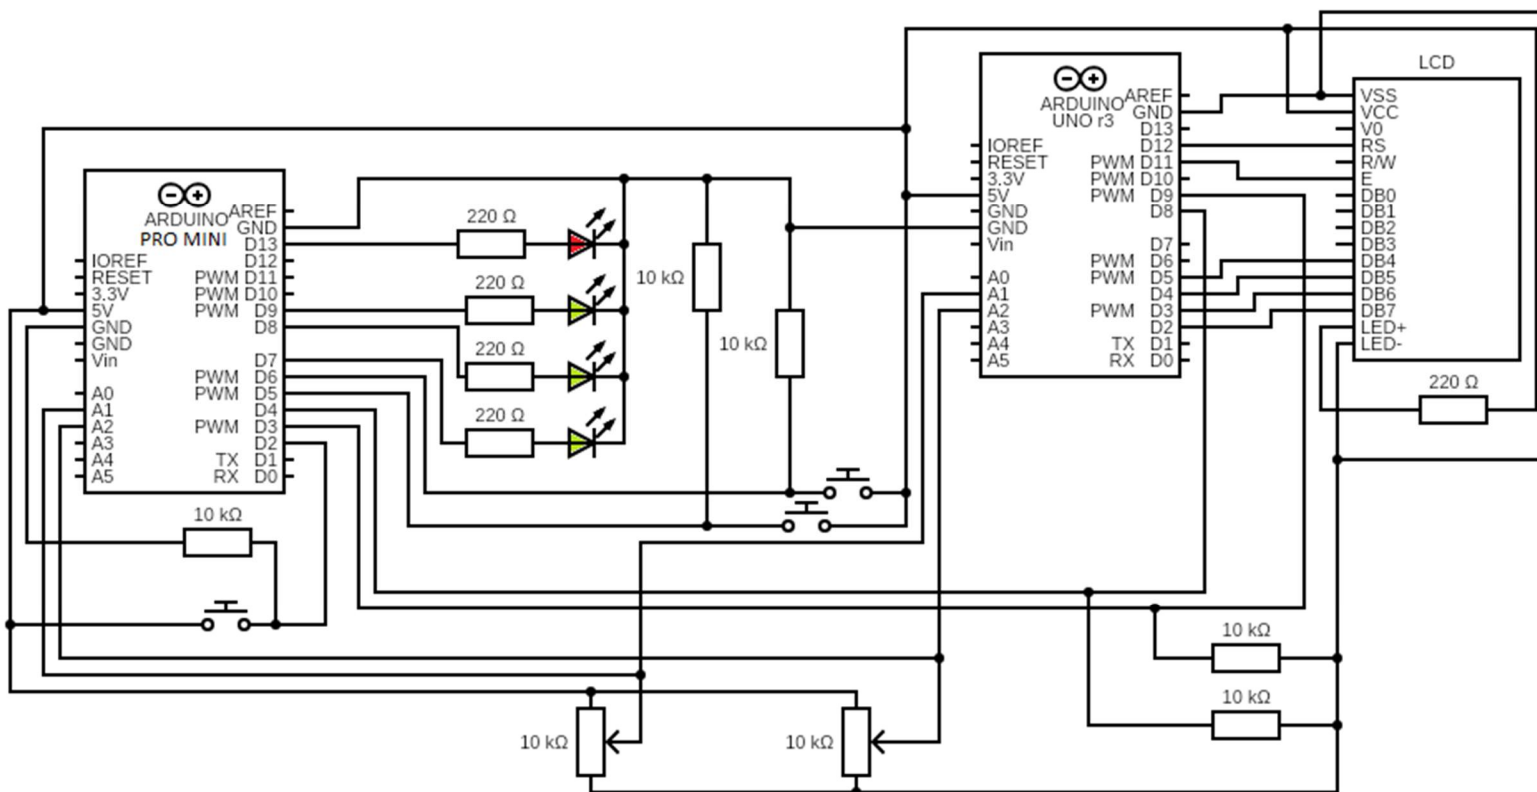 ARDUINO
PRO MINI
AREF
GND
D13
D12
PWM D11
PWM D10
PWM D9
D8
D7
PWM D6
PWM D5
D4
PWM D3
D2
TX D1
RX D0
IOREF
RESET
3.3V
5V
GND
GND
Vin
A0
A1
A2
A3
A4
A5
10 kΩ
220 Ω
220 Ω
220 Ω
220 Ω
10 kΩ
10 kΩ
10 kΩ
10 kΩ
ARDUINO
UNO r3
AREF
GND
D13
D12
PWM D11
PWM D10
PWM D9
D8
D7
PWM D6
PWM D5
D4
PWM D3
D2
TX D1
RX D0
IOREF
RESET
3.3V
5V
GND
GND
Vin
A0
A1
A2
A3
A4
A5
LCD
VSS
VCC
V0
RS
R/W
E
DB0
DB1
DB2
DB3
DB4
DB5
DB6
DB7
LED+
LED-
220 Ω
10 kΩ
10 kΩ